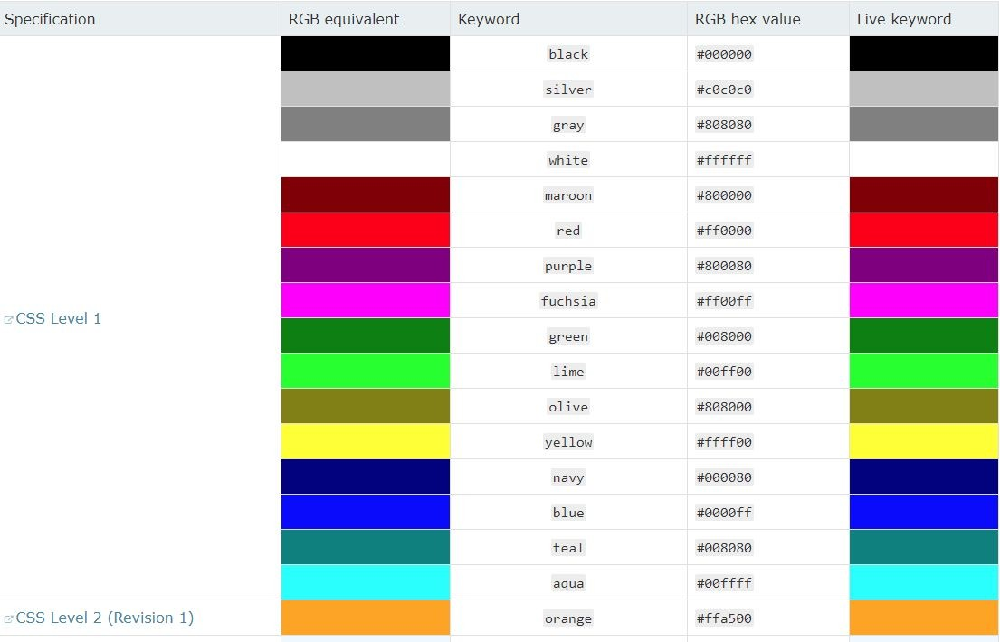 Specification RGB equivalent Keyword RGB hex value Live keyword
black #000000
silver #c0c0c0
gray #808080
white #ffffff
maroon #800000
red #ff0000
purple #800080
fuchsia #ff00ff
CSS Level 1
green #008000
lime #00ff00
olive #808000
yellow #ffff00
navy #000080
blue #0000ff
teal #008080
aqua #00ffff
CSS Level 2 (Revision 1) orange #ffa500